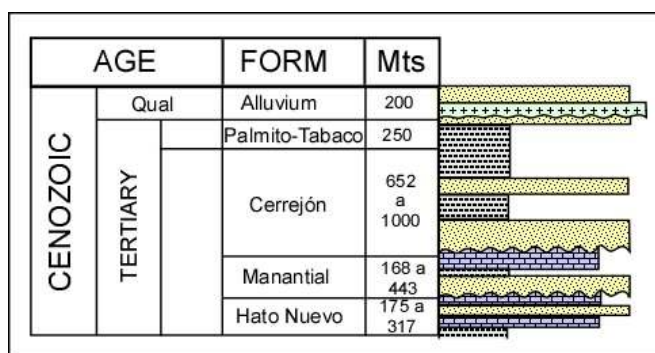 AGE FORM Mts
CENOZOIC
Qual Alluvium 200
TERTIARY
Palmito-Tabaco 250
Cerrejón 652
a
1000
Manantial 168 a
443
Hato Nuevo 175 a
317